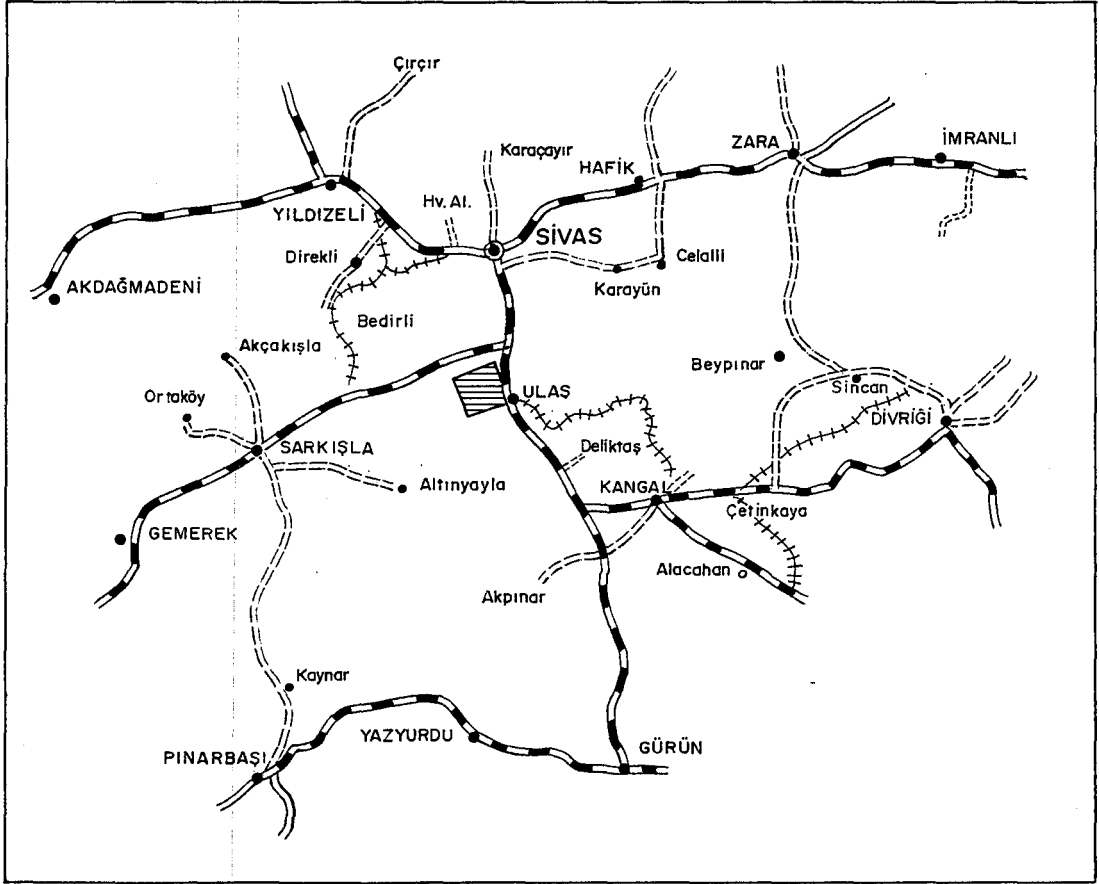 Çırçır
ZARA
İMRANLI
Karaçayır
HAFİK
YILDIZELİ
Hv. Al.
SİVAS
Direkli
Celalli
AKDAĞMADENİ
Karayün
Bedirli
Akçakışla
Beypınar
Sincan
Ortaköy
ULAŞ
DİVRİĞİ
SARKIŞLA
Deliktaş
Altınyayla
KANGAL
Çetinkaya
GEMEREK
Alacahan
Akpınar
Kaynar
YAZYURDU
GÜRÜN
PINARBAŞI